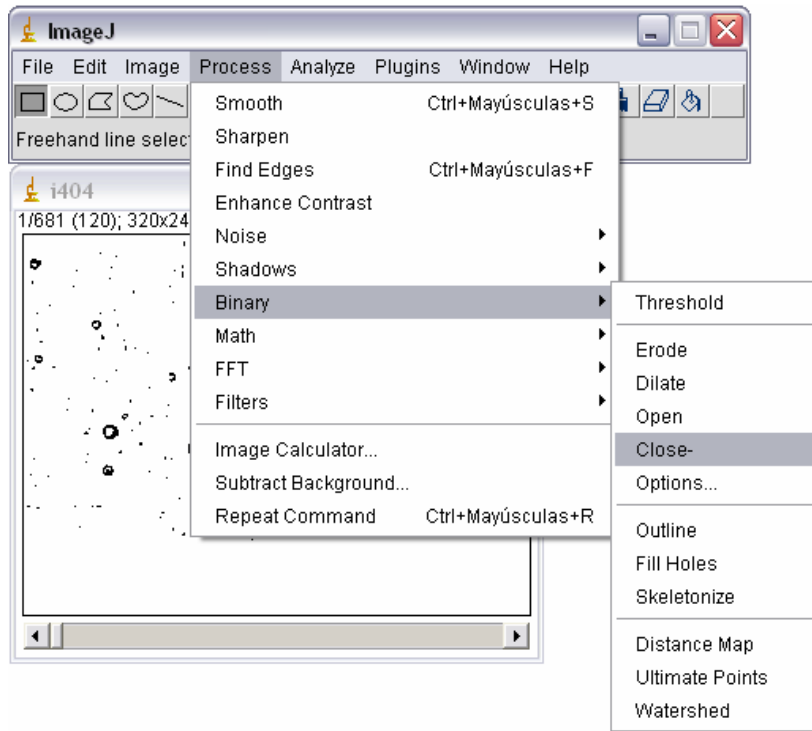 ImageJ
File Edit Image Process Analyze Plugins Window Help
Freehand line selec
i404
1/681 (120); 320x24
Smooth Ctrl+Mayúsculas+S
Sharpen
Find Edges Ctrl+Mayúsculas+F
Enhance Contrast
Noise
Shadows
Binary
Math
FFT
Filters
Image Calculator...
Subtract Background...
Repeat Command Ctrl+Mayúsculas+R
Threshold
Erode
Dilate
Open
Close-
Options...
Outline
Fill Holes
Skeletonize
Distance Map
Ultimate Points
Watershed